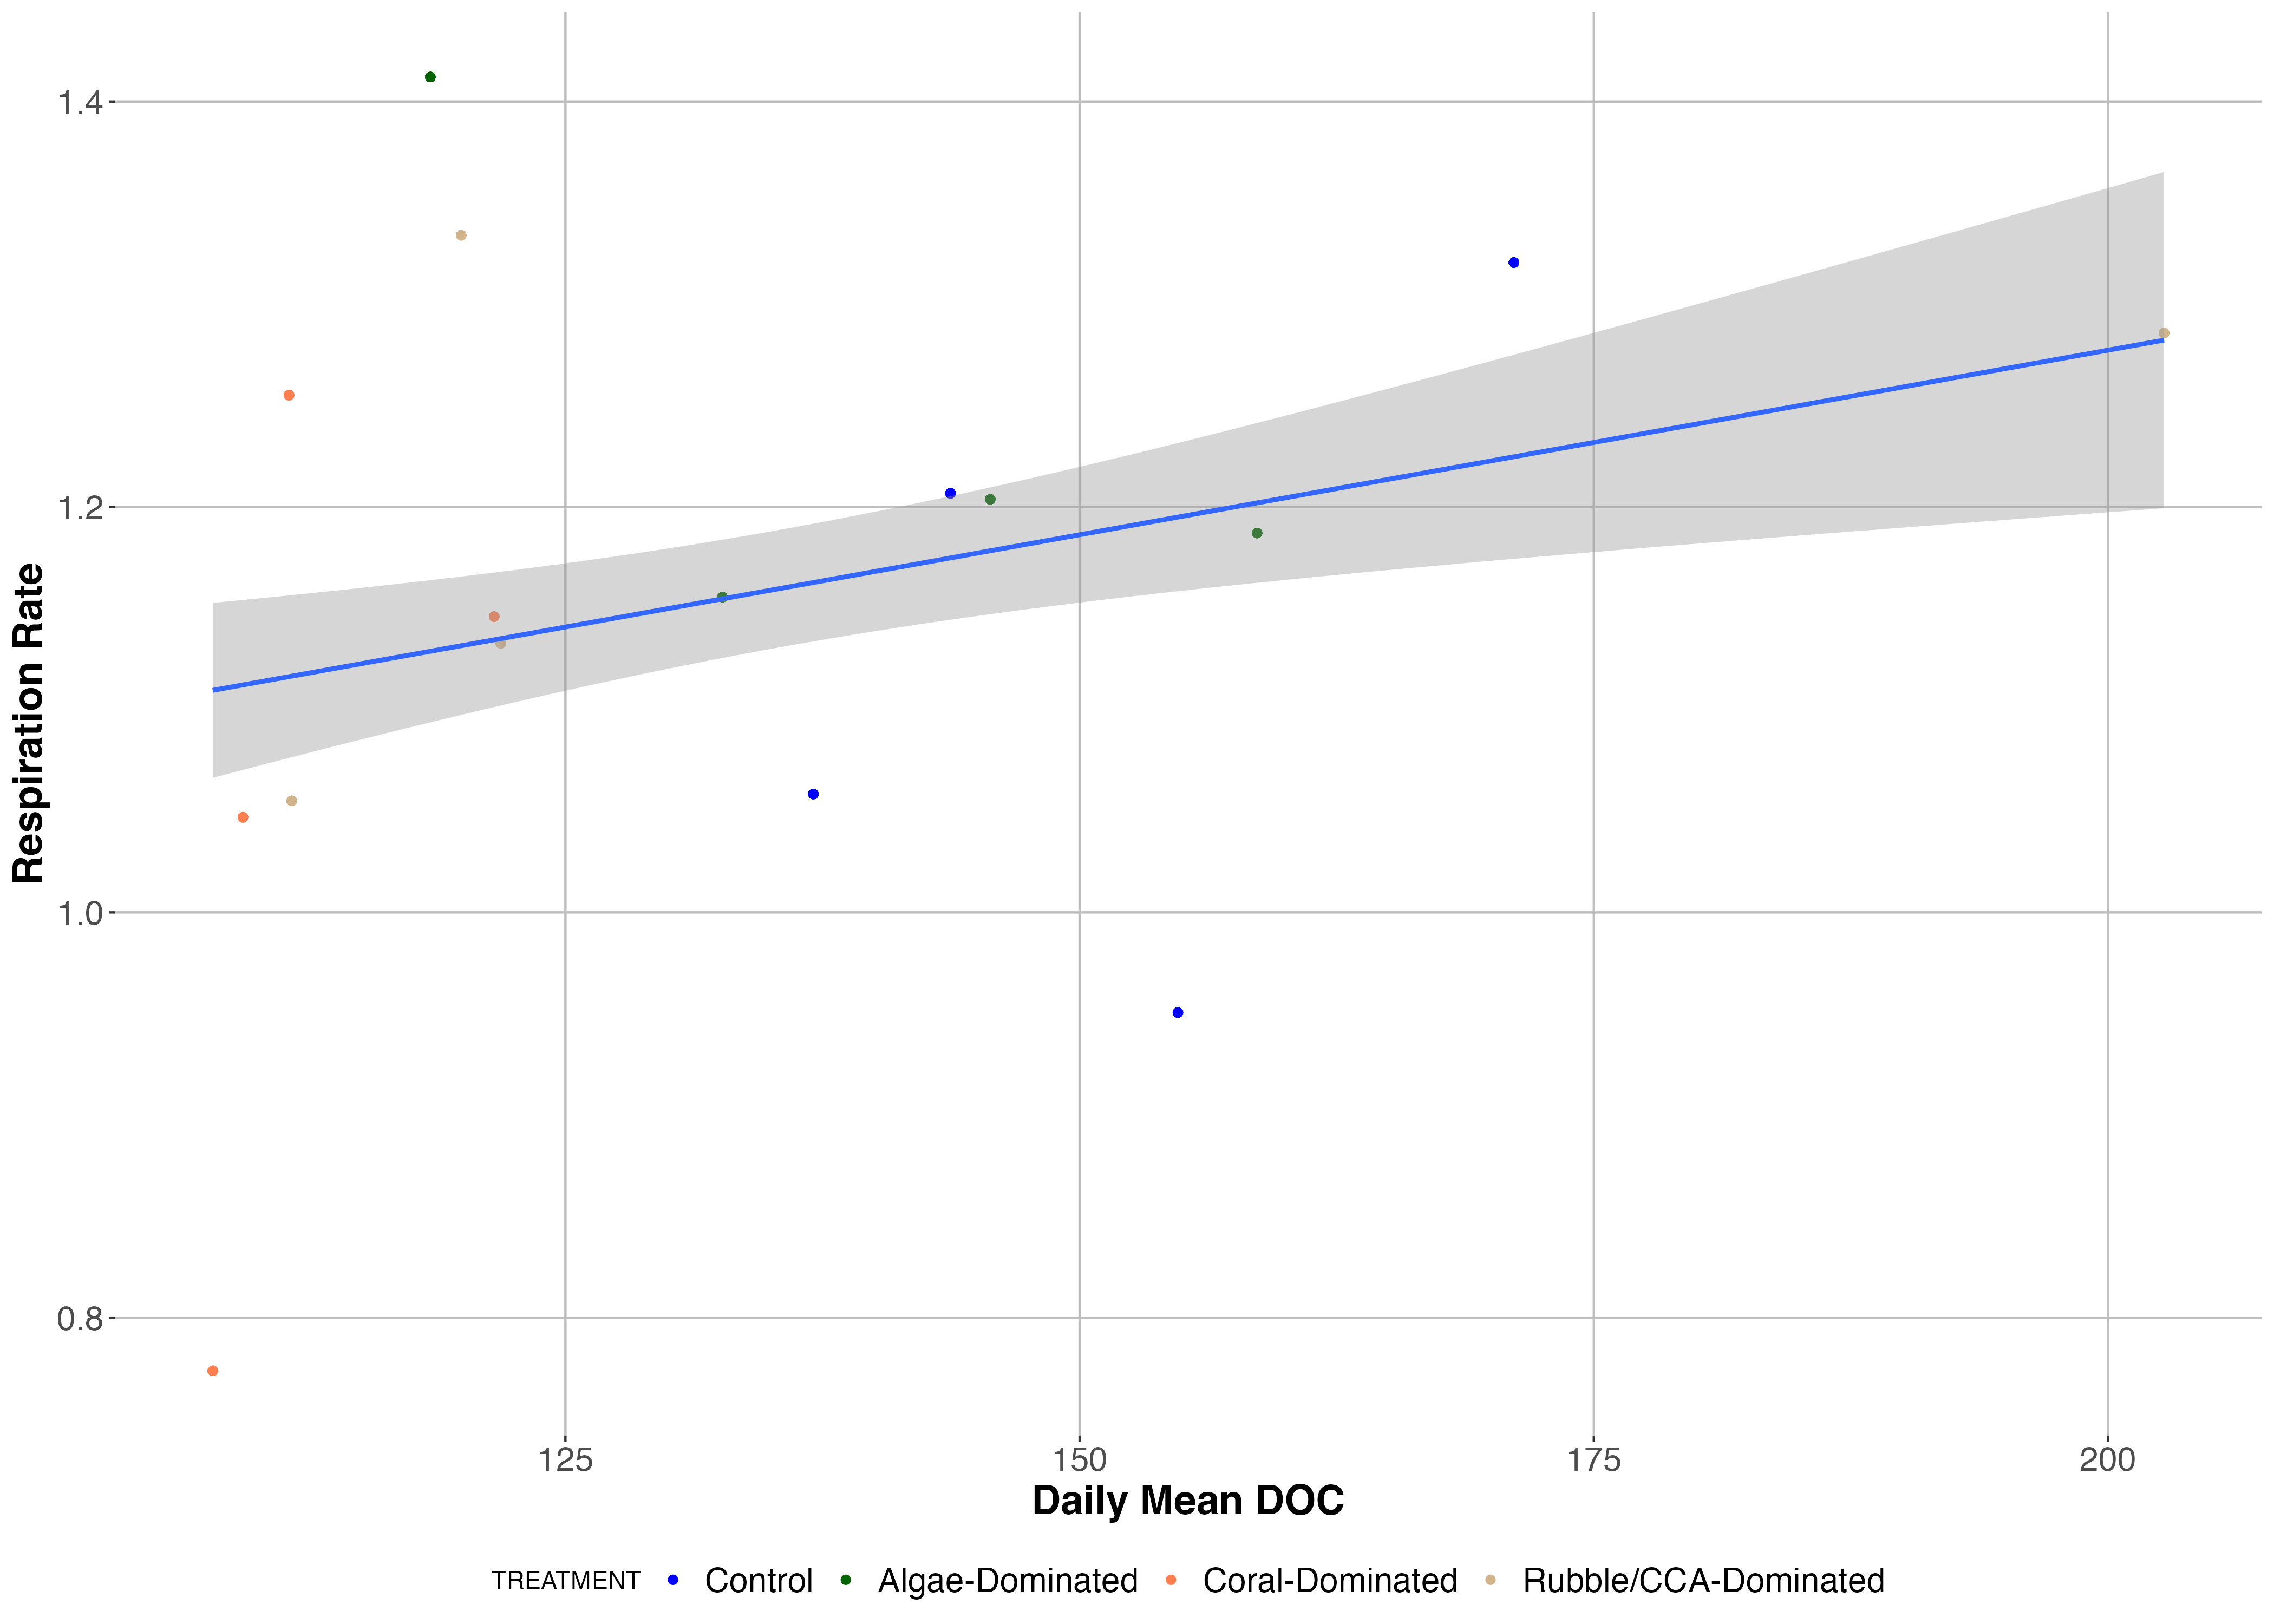 1.4
1.2
1.0
0.8
Respiration Rate
125 150 175 200
Daily Mean DOC
TREATMENT Control Algae-Dominated Coral-Dominated Rubble/CCA-Dominated